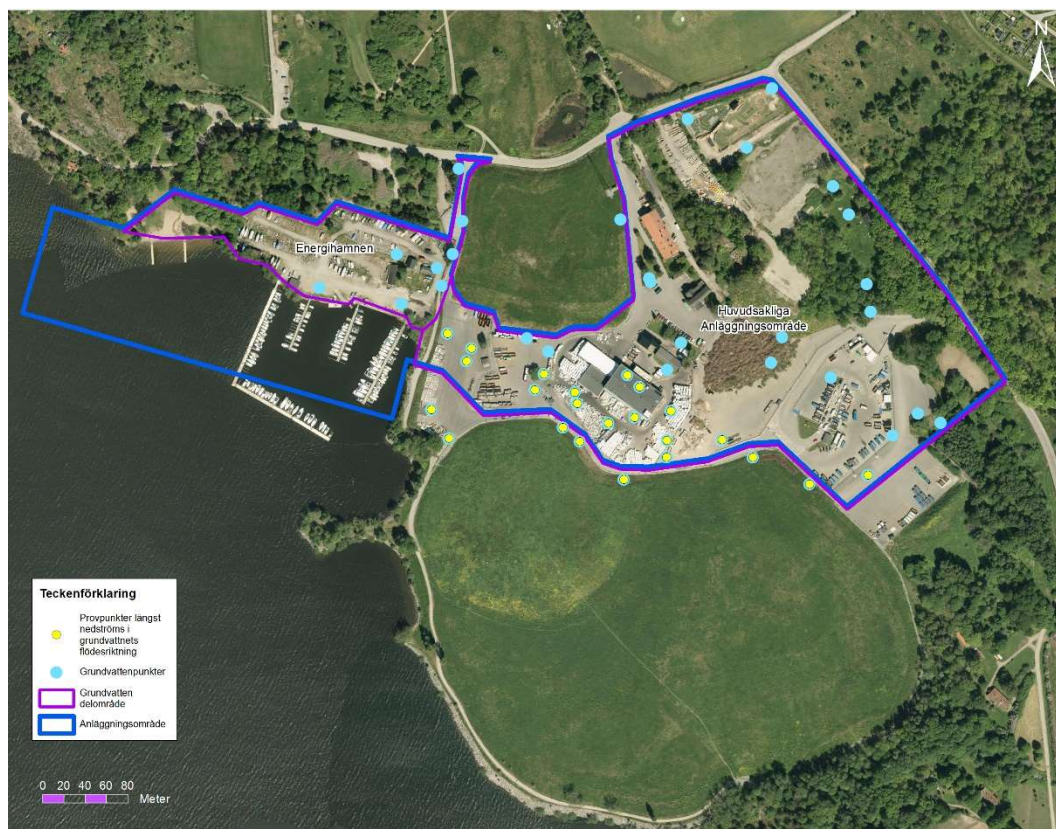 N
Energihamnen
Huvudsakliga
Anläggningsområde
Teckenförklaring
Provpunkter längst
nedströms i
grundvattnets
flödesriktning
Grundvattenpunkter
Grundvatten
delområde
Anläggningsområde
0 20 40 60 80
Meter